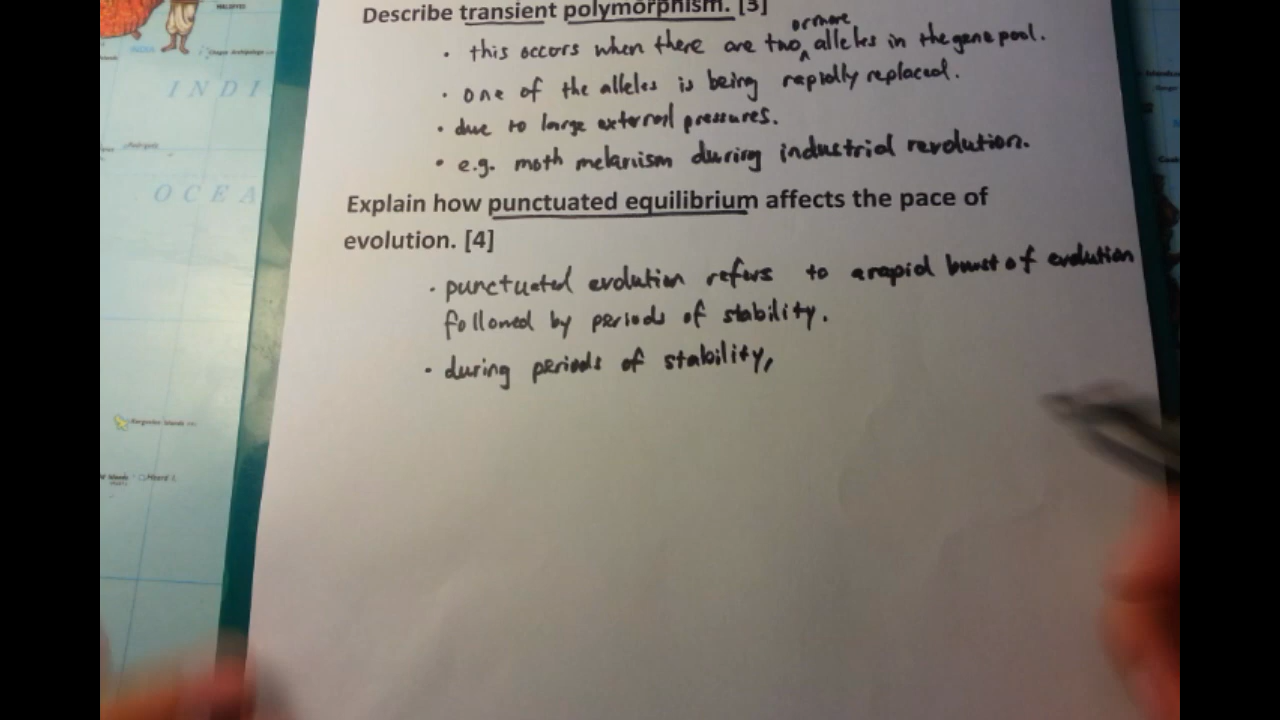 Describe transient polymorphism. [3]
or more
• this occors when there are two alleles in the gene pool.
• one of the alleles is being rapidly replaced.
• due to large external pressures.
• e.g. moth melanism during industrial revolution.
Explain how punctuated equilibrium affects the pace of
evolution. [4]
• punctuated evolution refers to a rapid burst of evolution
followed by periods of stability.
• during periods of stability,
INDI
OCEA